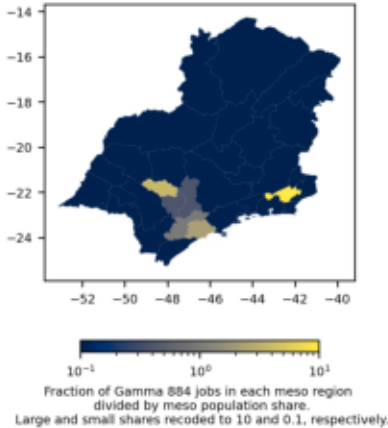 −14
−16
−18
−20
−22
−24
−52 −50 −48 −46 −44 −42 −40
10⁻¹ 10⁰ 10¹
Fraction of Gamma 884 jobs in each meso region
divided by meso population share.
Large and small shares recoded to 10 and 0.1, respectively.